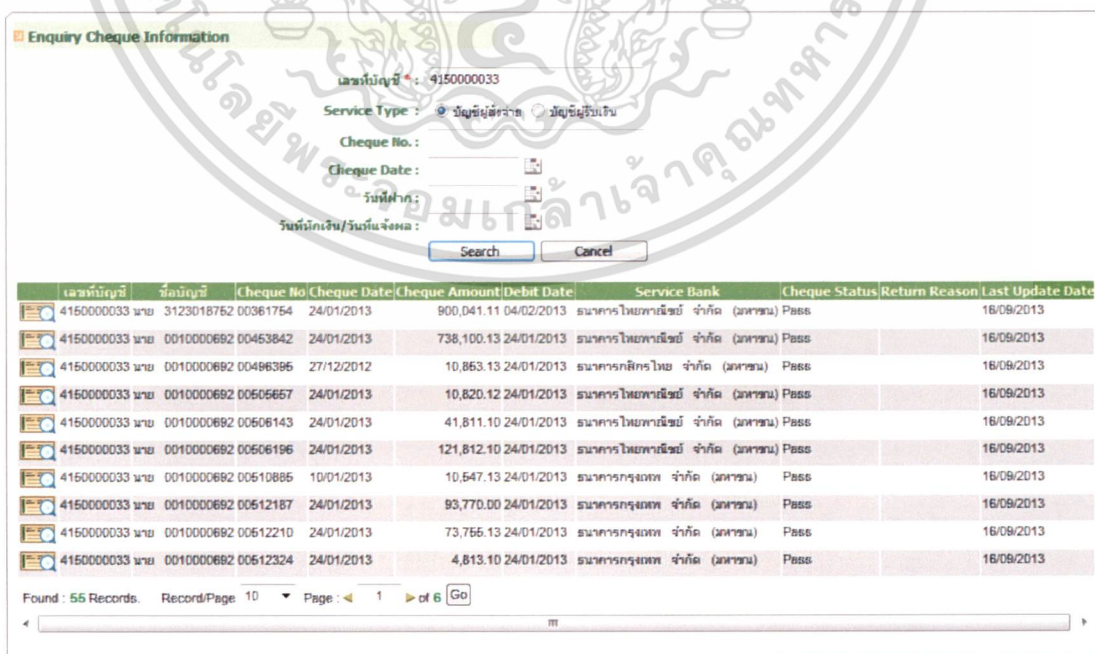 Enquiry Cheque Information
เลขที่บัญชี * : 4150000033
Service Type : บัญชีผู้สั่งจ่าย บัญชีผู้รับเงิน
Cheque No. :
Cheque Date :
วันที่ฝาก :
วันที่หักเงิน/วันที่แจ้งผล :
Search Cancel
เลขที่บัญชี ชื่อบัญชี Cheque No Cheque Date Cheque Amount Debit Date Service Bank Cheque Status Return Reason Last Update Date
4150000033 นาย 3123018752 00361754 24/01/2013 900,041.11 04/02/2013 ธนาคารไทยพาณิชย์ จำกัด (มหาชน) Pass 16/09/2013
4150000033 นาย 0010000692 00453842 24/01/2013 738,100.13 24/01/2013 ธนาคารไทยพาณิชย์ จำกัด (มหาชน) Pass 16/09/2013
4150000033 นาย 0010000692 00496395 27/12/2012 10,853.13 24/01/2013 ธนาคารกสิกรไทย จำกัด (มหาชน) Pass 16/09/2013
4150000033 นาย 0010000692 00505657 24/01/2013 10,820.12 24/01/2013 ธนาคารไทยพาณิชย์ จำกัด (มหาชน) Pass 16/09/2013
4150000033 นาย 0010000692 00506143 24/01/2013 41,811.10 24/01/2013 ธนาคารไทยพาณิชย์ จำกัด (มหาชน) Pass 16/09/2013
4150000033 นาย 0010000692 00506196 24/01/2013 121,812.10 24/01/2013 ธนาคารไทยพาณิชย์ จำกัด (มหาชน) Pass 16/09/2013
4150000033 นาย 0010000692 00510885 10/01/2013 10,547.13 24/01/2013 ธนาคารกรุงเทพ จำกัด (มหาชน) Pass 16/09/2013
4150000033 นาย 0010000692 00512187 24/01/2013 93,770.00 24/01/2013 ธนาคารกรุงเทพ จำกัด (มหาชน) Pass 16/09/2013
4150000033 นาย 0010000692 00512210 24/01/2013 73,755.13 24/01/2013 ธนาคารกรุงเทพ จำกัด (มหาชน) Pass 16/09/2013
4150000033 นาย 0010000692 00512324 24/01/2013 4,813.10 24/01/2013 ธนาคารกรุงเทพ จำกัด (มหาชน) Pass 16/09/2013
Found : 55 Records. Record/Page 10 Page : 1 of 6 Go